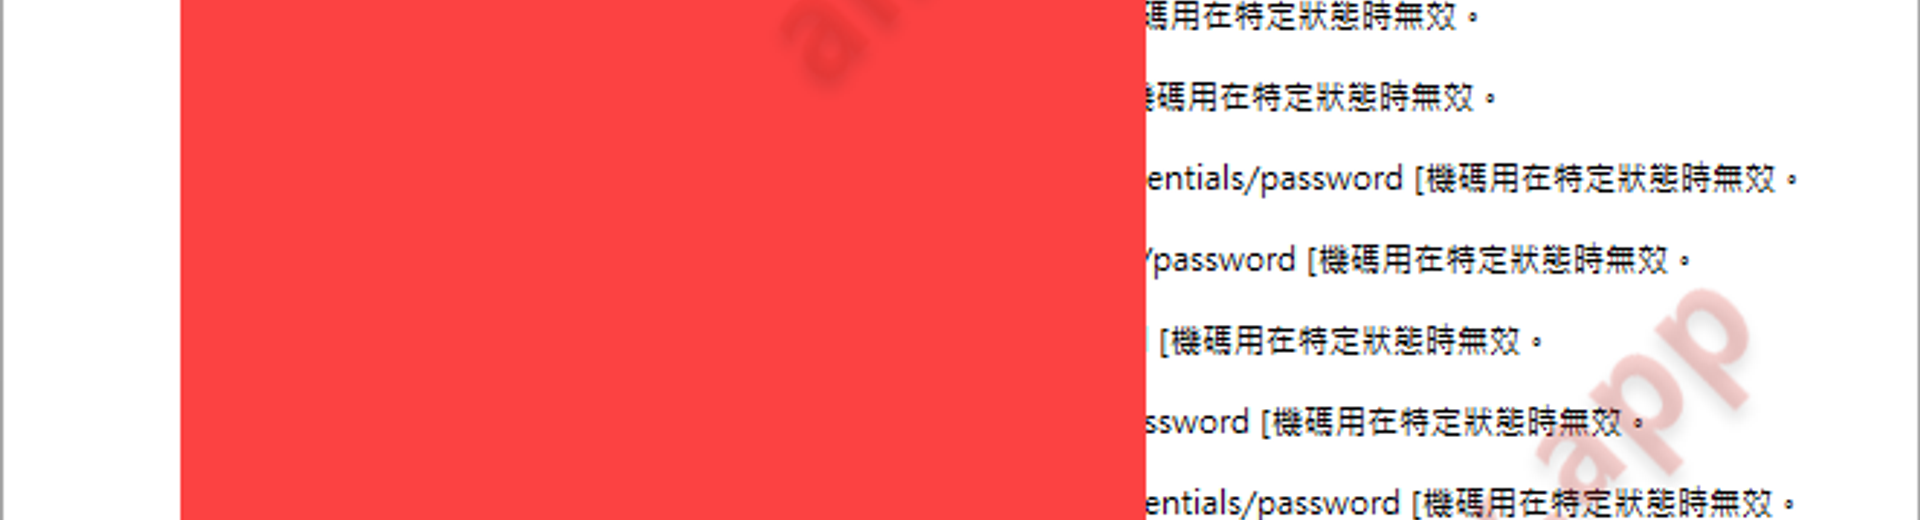 碼用在特定狀態時無效。
機碼用在特定狀態時無效。
entials/password [機碼用在特定狀態時無效。
/password [機碼用在特定狀態時無效。
[機碼用在特定狀態時無效。
app
ssword [機碼用在特定狀態時無效。
entials/password [機碼用在特定狀態時無效。